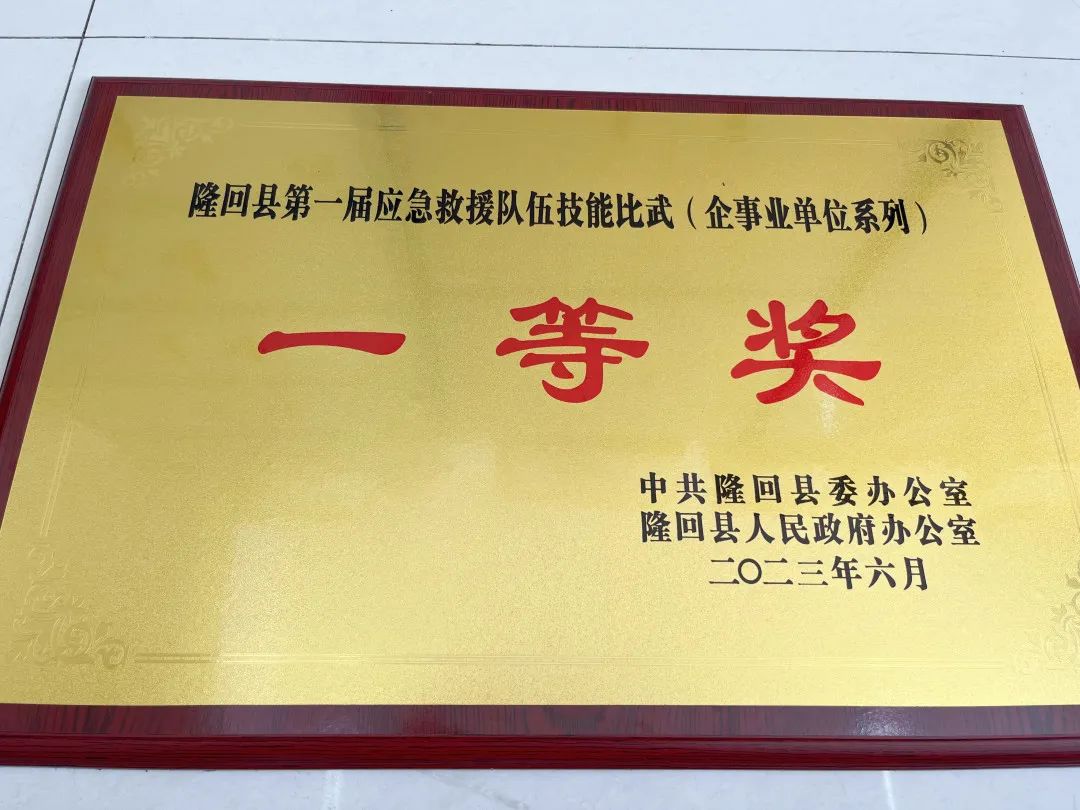 隆回县第一届应急救援队伍技能比武（企事业单位系列）
一等奖
中共隆回县委办公室
隆回县人民政府办公室
二〇二三年六月